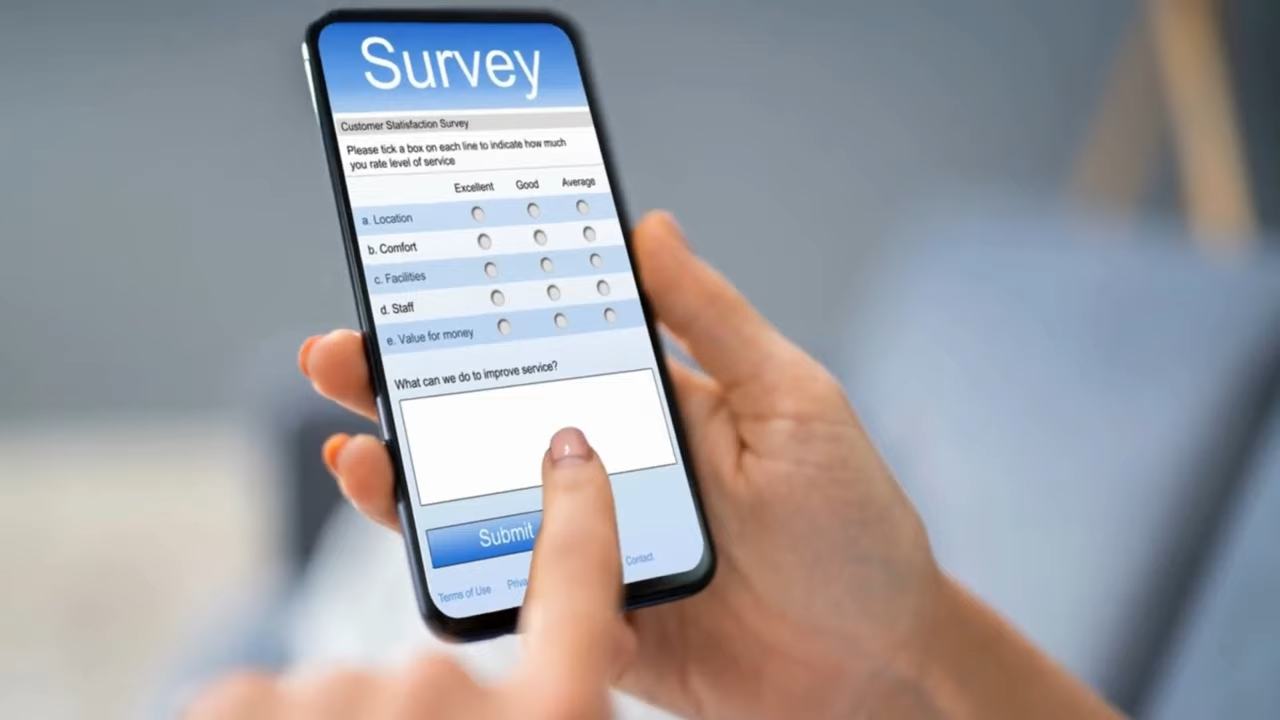 Survey
Customer Statisfaction Survey
Please tick a box on each line to indicate how much
you rate level of service
Excellent Good Average
a. Location
b. Comfort
c. Facilities
d. Staff
e. Value for money
What can we do to improve service?
Submit
Terms of Use Contact